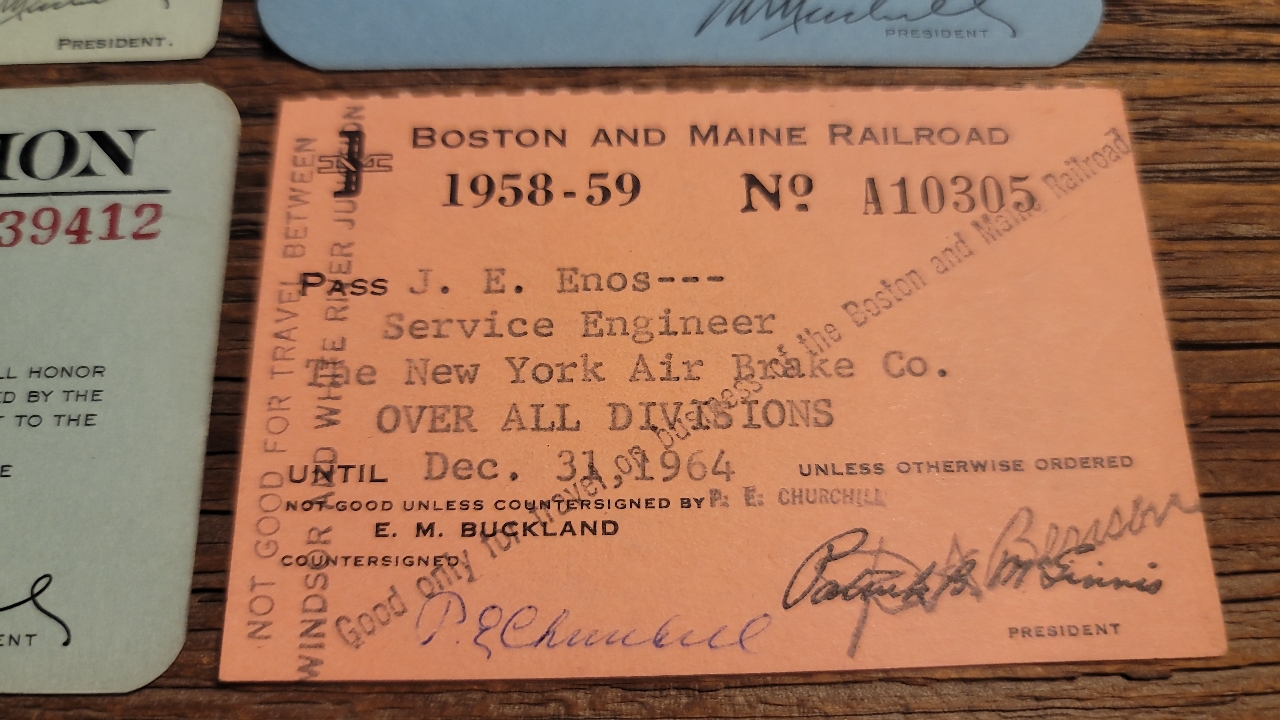 PRESIDENT.
PRESIDENT
ION
39412
LL HONOR
ED BY THE
T TO THE
E
ENT
BOSTON AND MAINE RAILROAD
1958-59 No A10305
PASS J. E. Enos---
Service Engineer
The New York Air Brake Co.
OVER ALL DIVISIONS
UNTIL Dec. 31, 1964 UNLESS OTHERWISE ORDERED
NOT GOOD UNLESS COUNTERSIGNED BY P. E. CHURCHILL
E. M. BUCKLAND
COUNTERSIGNED
P. E. Churchill
Patrick B. McGinnis
PRESIDENT
NOT GOOD FOR TRAVEL BETWEEN
WINDSOR AND WHITE RIVER JUNCTION
Good only for travel on business of the Boston and Maine Railroad